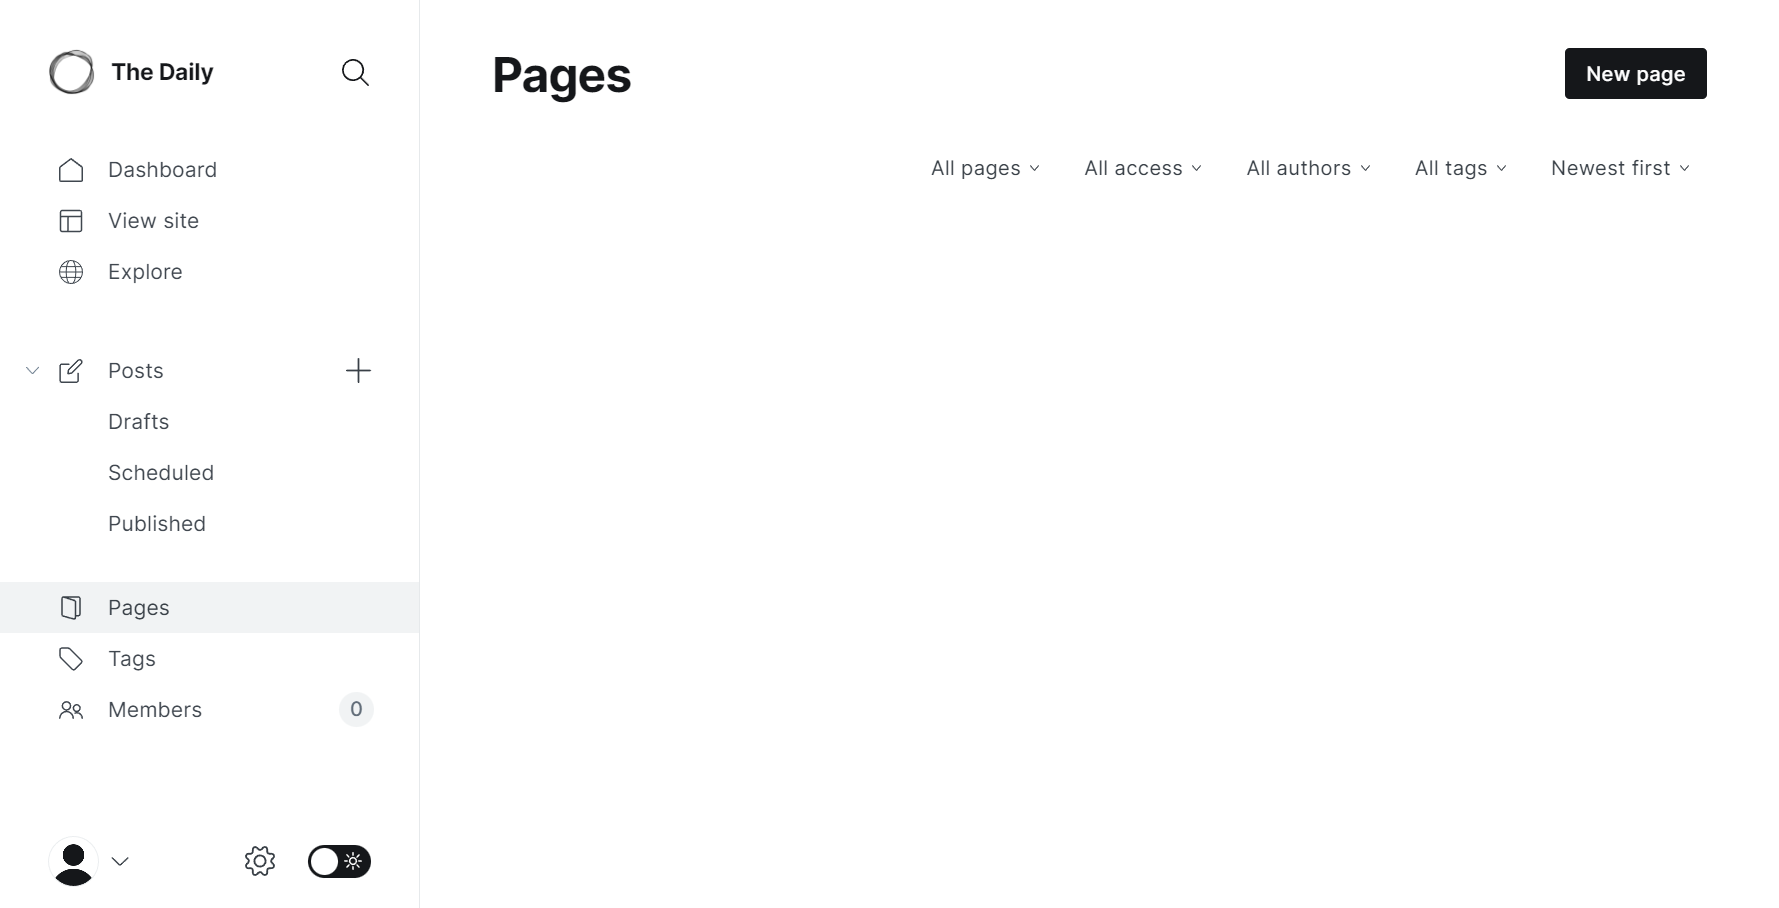 The Daily
Dashboard
View site
Explore
Posts
Drafts
Scheduled
Published
Pages
Tags
Members 0
Pages
New page
All pages All access All authors All tags Newest first